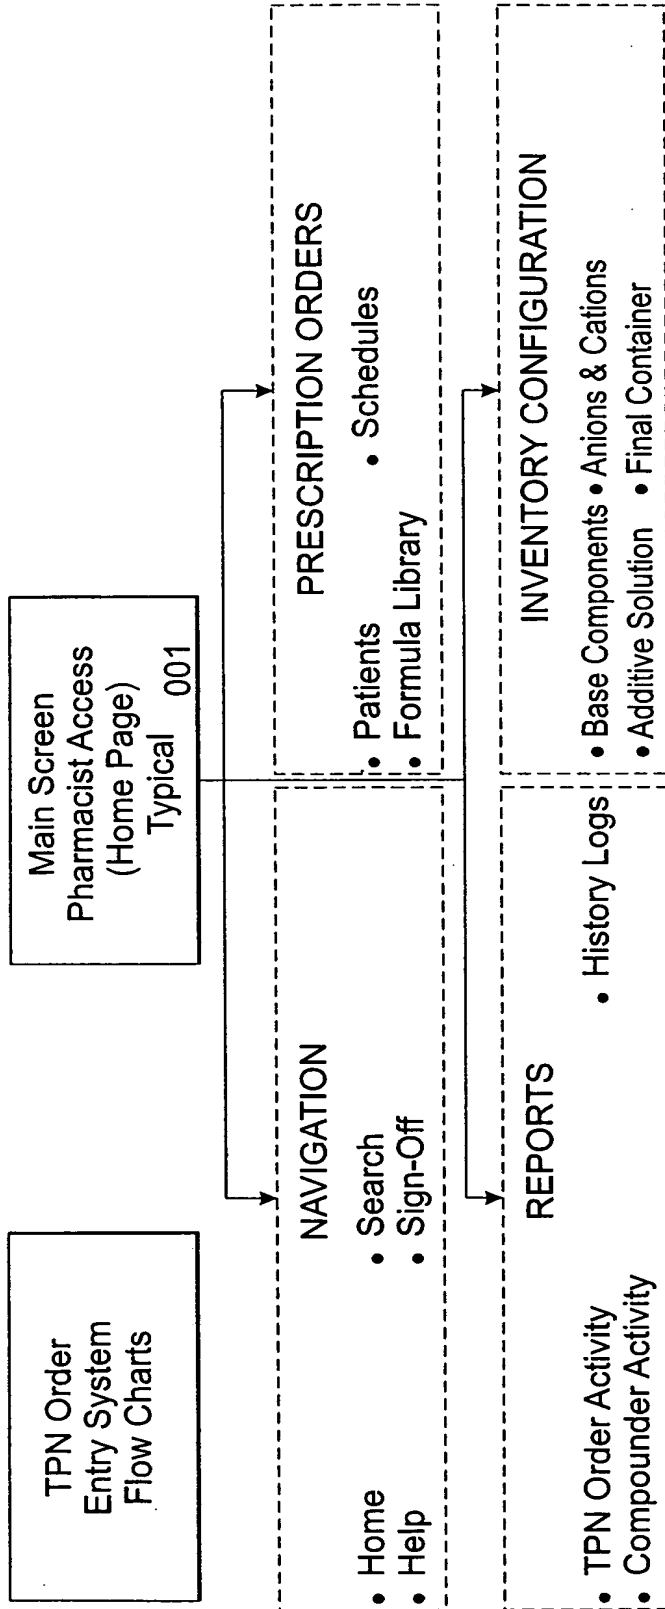 TPN Order
Entry System
Flow Charts
Main Screen
Pharmacist Access
(Home Page)
Typical 001
NAVIGATION
• Home • Search
• Help • Sign-Off
PRESCRIPTION ORDERS
• Patients • Schedules
• Formula Library
REPORTS
• TPN Order Activity • History Logs
• Compounder Activity
INVENTORY CONFIGURATION
• Base Components • Anions & Cations
• Additive Solution • Final Container